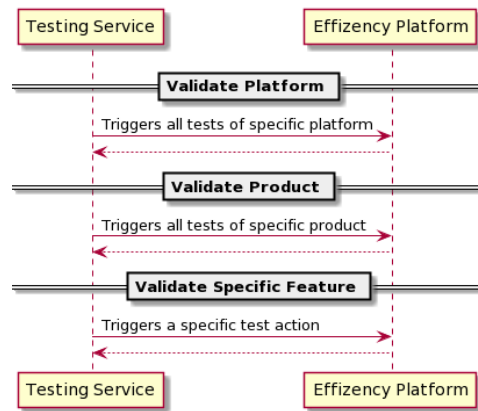 Testing Service
Effizency Platform
Validate Platform
Triggers all tests of specific platform
Validate Product
Triggers all tests of specific product
Validate Specific Feature
Triggers a specific test action
Testing Service
Effizency Platform